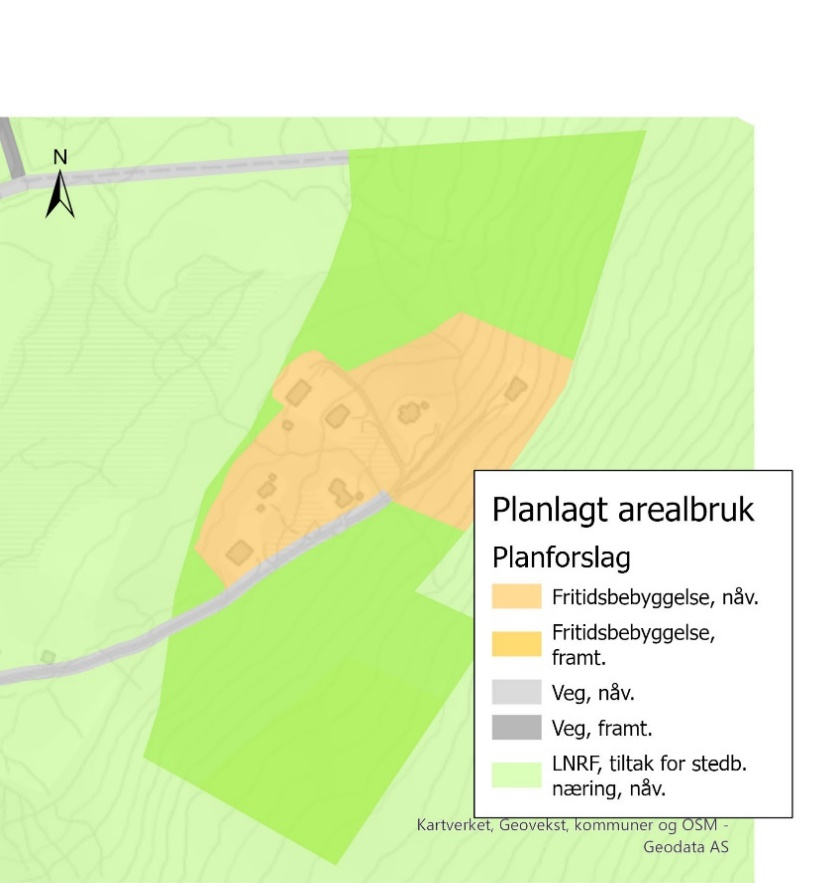 N
Planlagt arealbruk
Planforslag
Fritidsbebyggelse, nåv.
Fritidsbebyggelse,
framt.
Veg, nåv.
Veg, framt.
LNRF, tiltak for stedb.
næring, nåv.
Kartverket, Geovekst, kommuner og OSM -
Geodata AS